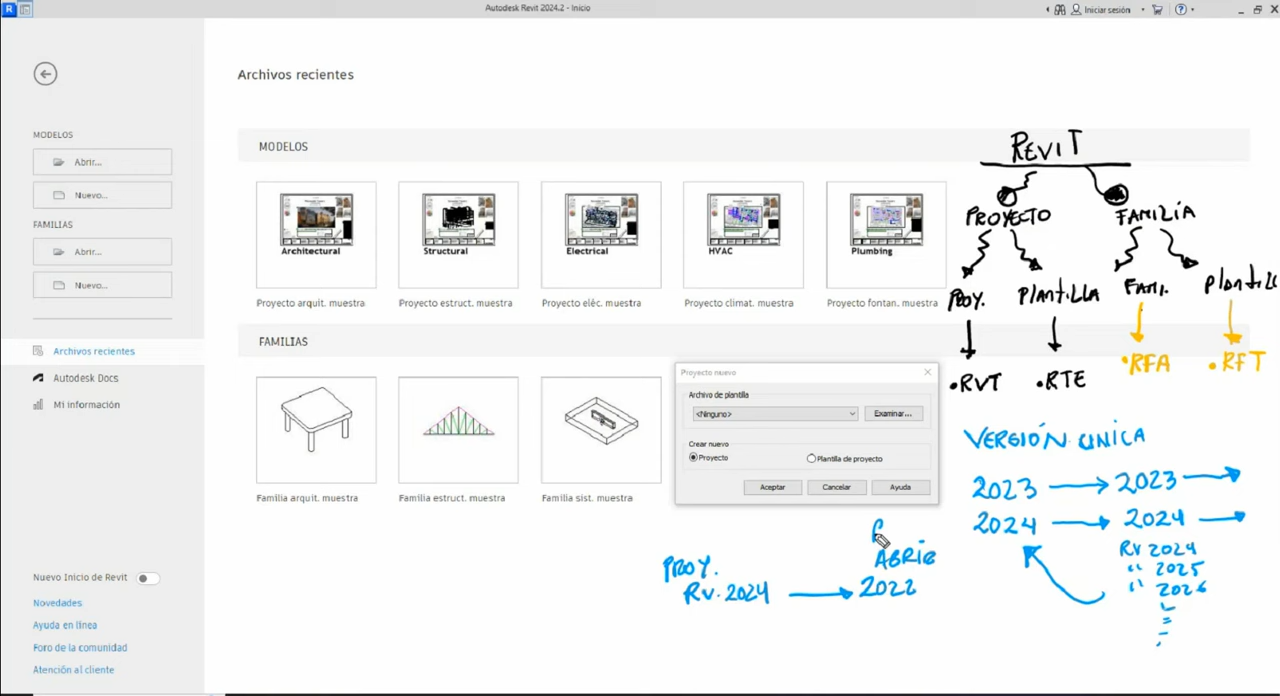 Autodesk Revit 2024.2 - Inicio
Iniciar sesión
Archivos recientes
MODELOS
Abrir...
Nuevo...
FAMILIAS
Abrir...
Nuevo...
Archivos recientes
Autodesk Docs
Mi información
Nuevo Inicio de Revit
Novedades
Ayuda en línea
Foro de la comunidad
Atención al cliente
MODELOS
Architectural
Structural
Electrical
HVAC
Plumbing
Proyecto arquit. muestra
Proyecto estruct. muestra
Proyecto eléc. muestra
Proyecto climat. muestra
Proyecto fontan. muestra
FAMILIAS
Familia arquit. muestra
Familia estruct. muestra
Familia sist. muestra
Proyecto nuevo
Archivo de plantilla
<Ninguno>
Examinar...
Crear nuevo
Proyecto
Plantilla de proyecto
Aceptar
Cancelar
Ayuda
REVIT
PROYECTO FAMILIA
PROY. PLANTILLA FAMI. Plantill
.RVT .RTE .RFA .RFT
VERSIÓN UNICA
2023 2023
2024 2024
RV 2024
" 2025
" 2026
PROY.
RV. 2024
ABRIR
2022